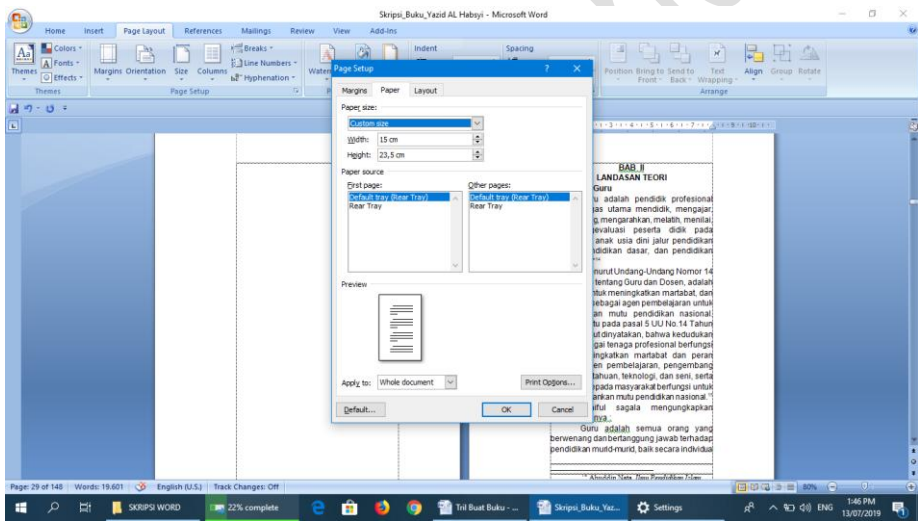 Skripsi_Buku_Yazid AL Habsyi - Microsoft Word
Home Insert Page Layout References Mailings Review View Add-Ins
Colors
Fonts
Effects
Themes
Themes
Margins Orientation Size Columns
Breaks
Line Numbers
Hyphenation
Page Setup
Water
Indent
Spacing
Position Bring to Front Send to Back Text Wrapping Align Group Rotate
Arrange
Page Setup
Margins Paper Layout
Paper size:
Custom size
Width: 15 cm
Height: 23,5 cm
Paper source
First page:
Default tray (Rear Tray)
Rear Tray
Other pages:
Default tray (Rear Tray)
Rear Tray
Preview
Apply to: Whole document
Print Options...
Default...
OK
Cancel
BAB II
LANDASAN TEORI
Guru
adalah pendidik profesional
as utama mendidik, mengajar,
g, mengarahkan, melatih, menilai,
evaluasi peserta didik pada
anak usia dini jalur pendidikan
didikan dasar, dan pendidikan
nurut Undang-Undang Nomor 14
tentang Guru dan Dosen, adalah
tuk meningkatkan martabat, dan
sebagai agen pembelajaran untuk
an mutu pendidikan nasional.
tu pada pasal 5 UU No.14 Tahun
ut dinyatakan, bahwa kedudukan
gai tenaga profesional berfungsi
ingkatkan martabat dan peran
en pembelajaran, pengembang
tahuan, teknologi, dan seni, serta
pada masyarakat berfungsi untuk
ankan mutu pendidikan nasional.
iful sagala mengungkapkan
nya :
Guru adalah semua orang yang
berwenang dan bertanggung jawab terhadap
pendidikan murid-murid, baik secara individual
Abuddin Nata, Ilmu Pendidikan Islam
Page: 29 of 148 Words: 19.601 English (U.S.) Track Changes: Off 80%
SKRIPSI WORD 22% complete Tril Buat Buku - ... Skripsi_Buku_Yaz... Settings ENG 1:46 PM
13/07/2019